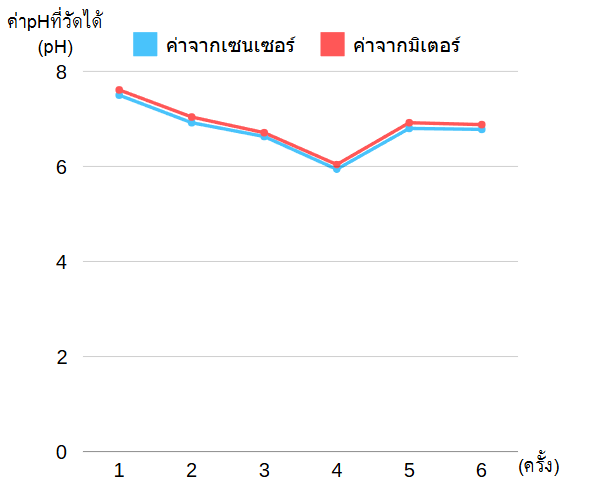 ค่าpHที่วัดได้
(pH)
ค่าจากเซนเซอร์
ค่าจากมิเตอร์
8
6
4
2
0
1 2 3 4 5 6 (ครั้ง)